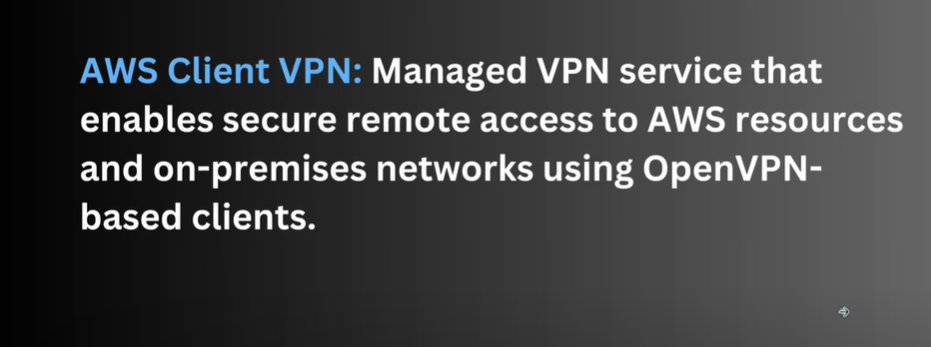 AWS Client VPN: Managed VPN service that
enables secure remote access to AWS resources
and on-premises networks using OpenVPN-
based clients.